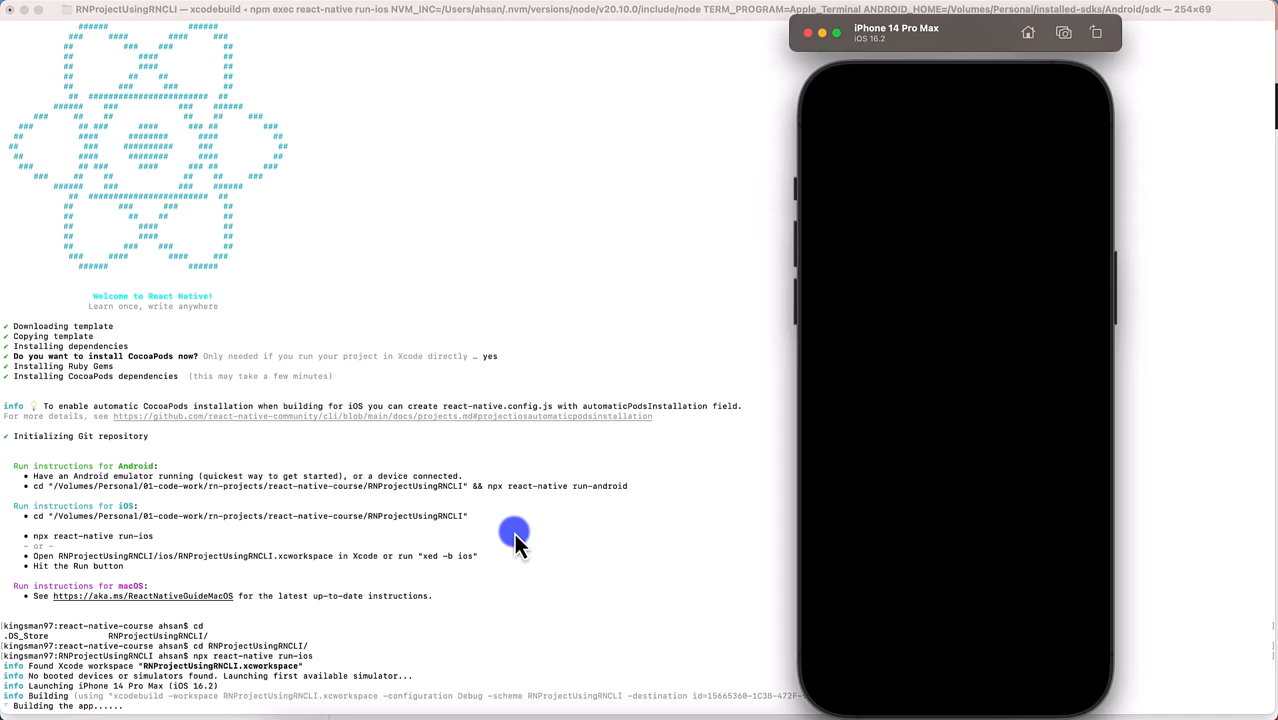 RNProjectUsingRNCLI — xcodebuild • npm exec react-native run-ios NVM_INC=/Users/ahsan/.nvm/versions/node/v20.10.0/include/node TERM_PROGRAM=Apple_Terminal ANDROID_HOME=/Volumes/Personal/installed-sdks/Android/sdk — 254×69
iPhone 14 Pro Max
iOS 16.2
Welcome to React Native!
Learn once, write anywhere
✔ Downloading template
✔ Copying template
✔ Installing dependencies
✔ Do you want to install CocoaPods now? Only needed if you run your project in Xcode directly … yes
✔ Installing Ruby Gems
✔ Installing CocoaPods dependencies (this may take a few minutes)
info 💡 To enable automatic CocoaPods installation when building for iOS you can create react-native.config.js with automaticPodsInstallation field.
For more details, see https://github.com/react-native-community/cli/blob/main/docs/projects.md#projectiosautomaticpodsinstallation
✔ Initializing Git repository
Run instructions for Android:
• Have an Android emulator running (quickest way to get started), or a device connected.
• cd "/Volumes/Personal/01-code-work/rn-projects/react-native-course/RNProjectUsingRNCLI" && npx react-native run-android
Run instructions for iOS:
• cd "/Volumes/Personal/01-code-work/rn-projects/react-native-course/RNProjectUsingRNCLI"
• npx react-native run-ios
- or -
• Open RNProjectUsingRNCLI/ios/RNProjectUsingRNCLI.xcworkspace in Xcode or run "xed -b ios"
• Hit the Run button
Run instructions for macOS:
• See https://aka.ms/ReactNativeGuideMacOS for the latest up-to-date instructions.
[kingsman97:react-native-course ahsan$ cd ]
.DS_Store RNProjectUsingRNCLI/
[kingsman97:react-native-course ahsan$ cd RNProjectUsingRNCLI/ ]
[kingsman97:RNProjectUsingRNCLI ahsan$ npx react-native run-ios ]
info Found Xcode workspace "RNProjectUsingRNCLI.xcworkspace"
info No booted devices or simulators found. Launching first available simulator...
info Launching iPhone 14 Pro Max (iOS 16.2)
info Building (using "xcodebuild -workspace RNProjectUsingRNCLI.xcworkspace -configuration Debug -scheme RNProjectUsingRNCLI -destination id=15665360-1C3B-472F-
Building the app......